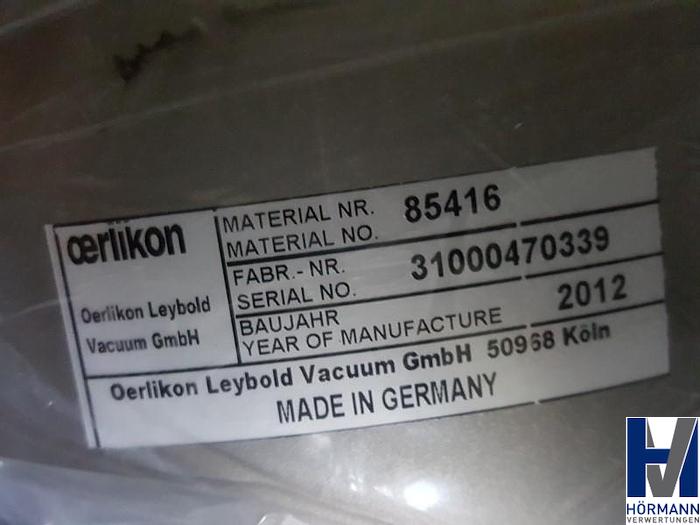 œrlikon
Oerlikon Leybold
Vacuum GmbH
MATERIAL NR. 85416
MATERIAL NO.
FABR.- NR. 31000470339
SERIAL NO.
BAUJAHR 2012
YEAR OF MANUFACTURE
Oerlikon Leybold Vacuum GmbH 50968 Köln
MADE IN GERMANY
HÖRMANN
VERWERTUNGEN